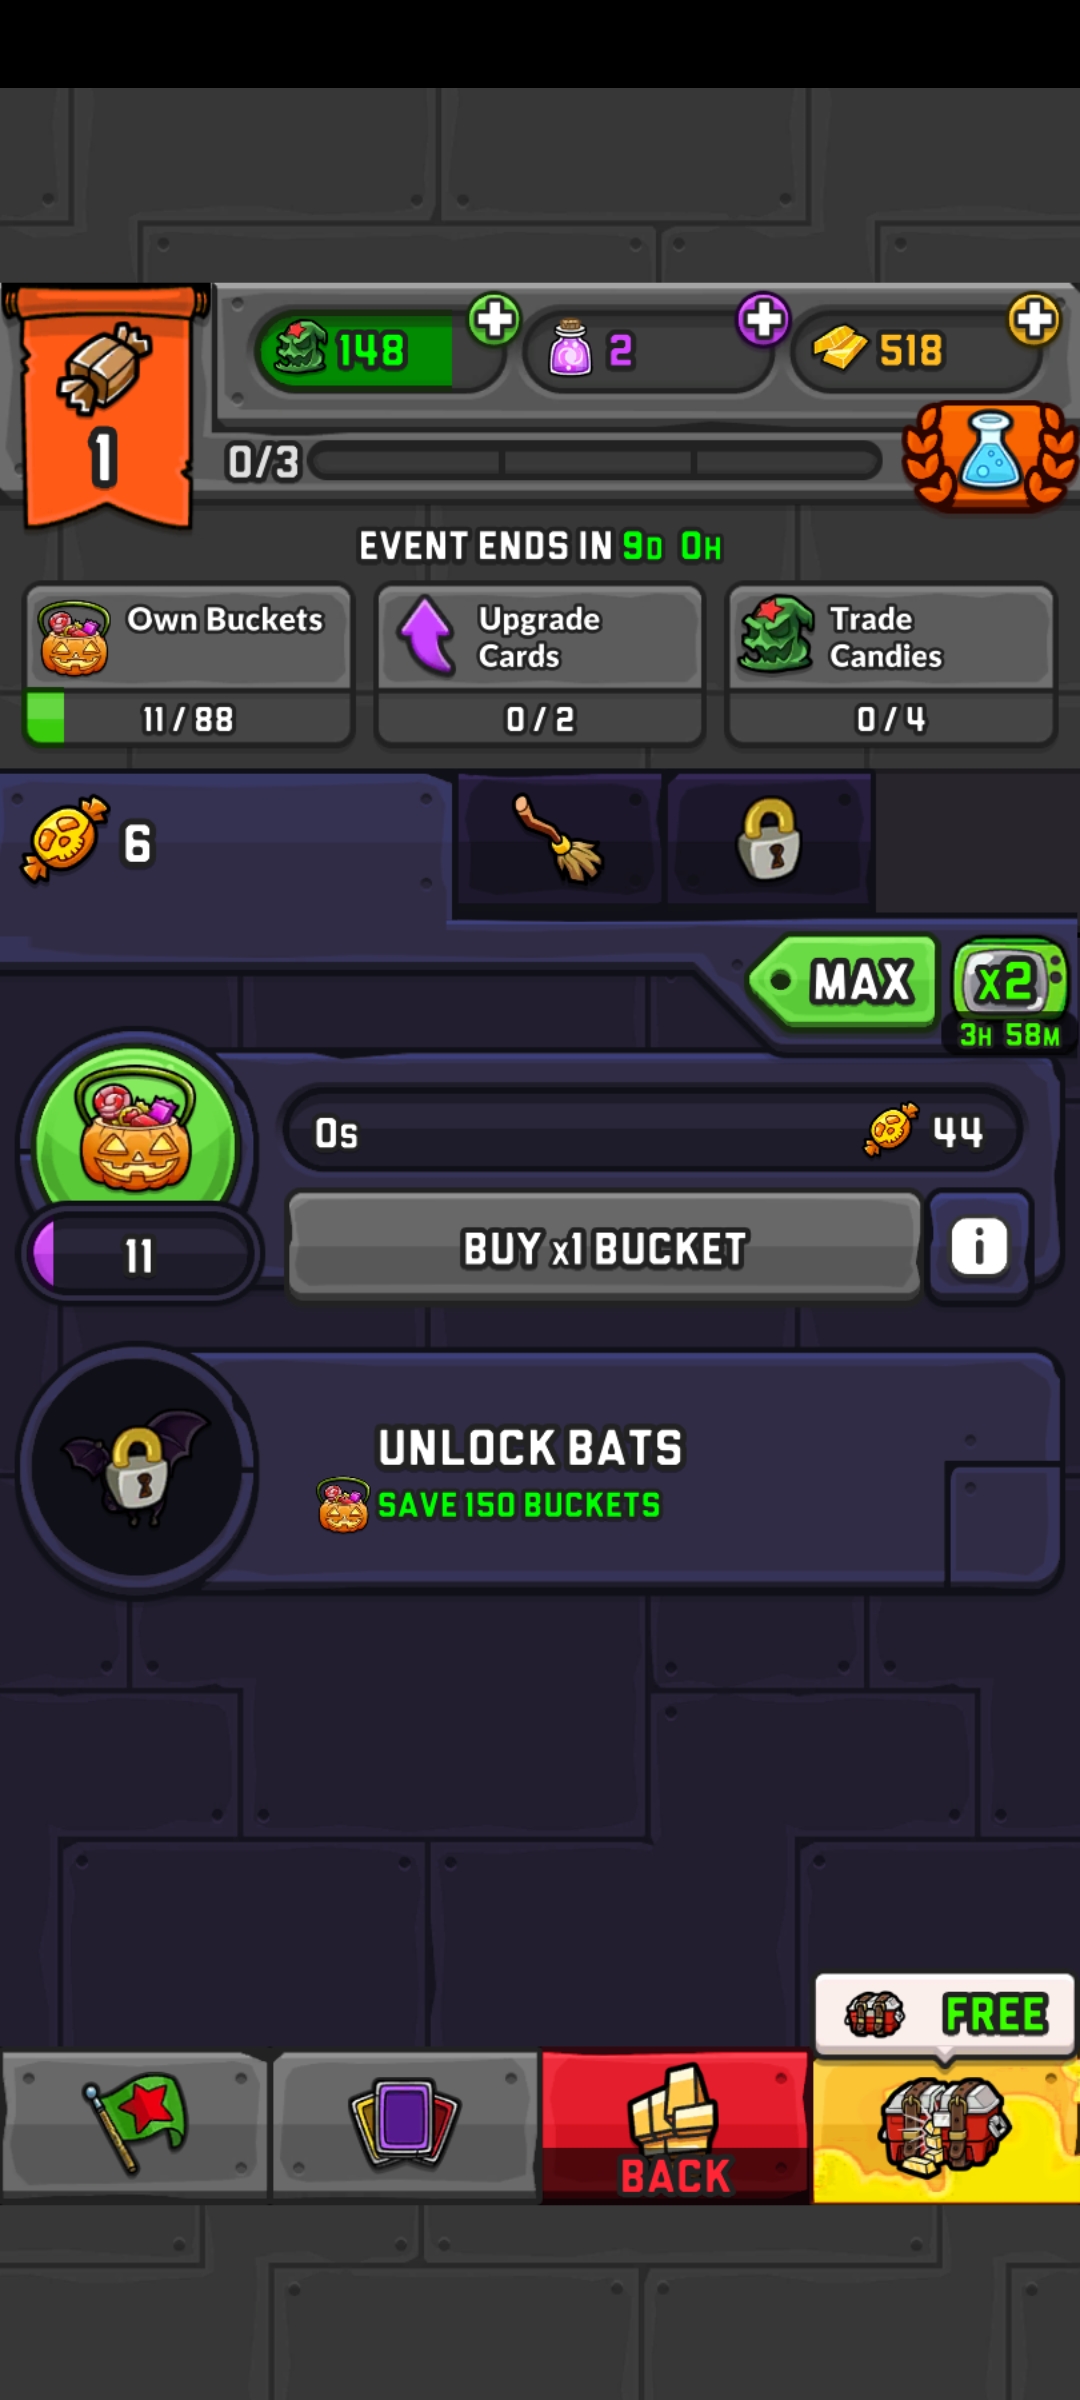 148
2
518
1
0/3
EVENT ENDS IN 9D 0H
Own Buckets
11 / 88
Upgrade
Cards
0 / 2
Trade
Candies
0 / 4
6
MAX
x2
3H 58M
0s
44
11
BUY x1 BUCKET
i
UNLOCK BATS
SAVE 150 BUCKETS
FREE
BACK